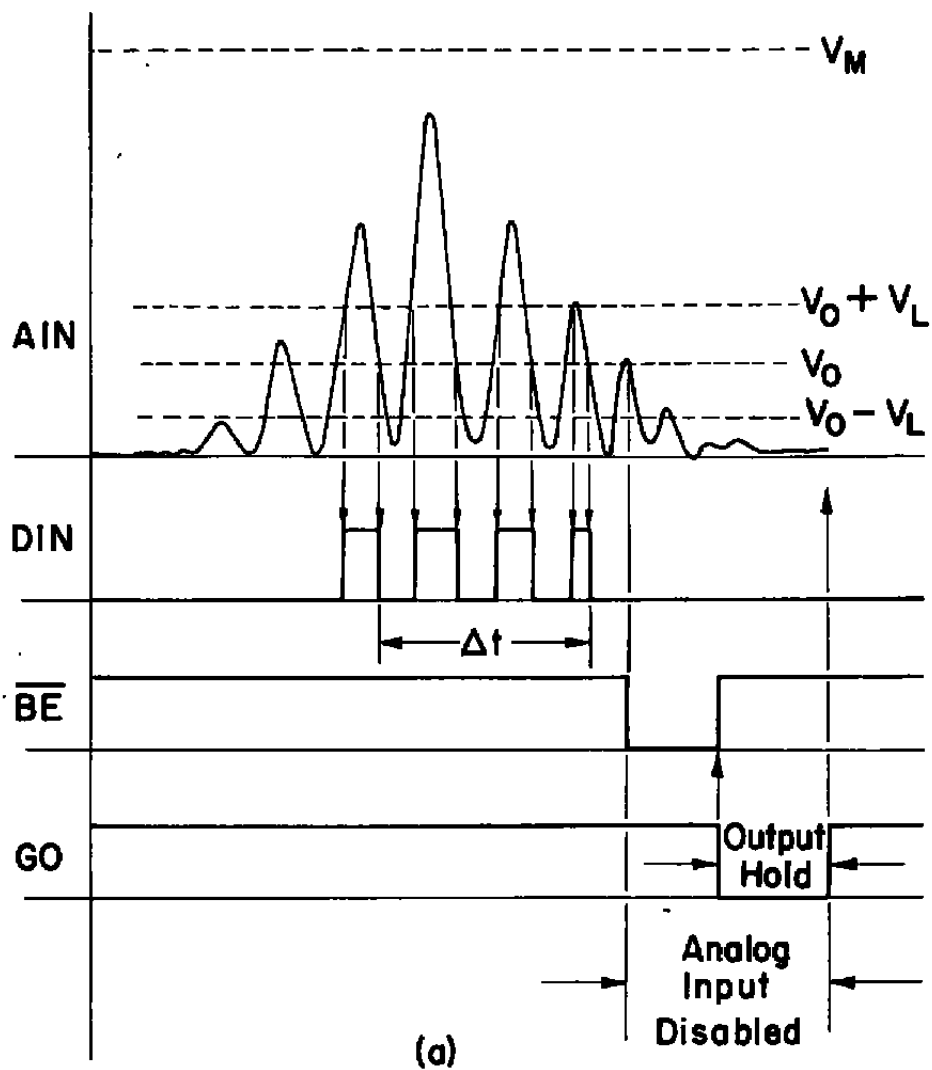 V_M
V_O + V_L
AIN
V_O
V_O - V_L
DIN
Δt
BE
GO
Output
Hold
Analog
Input
Disabled
(a)